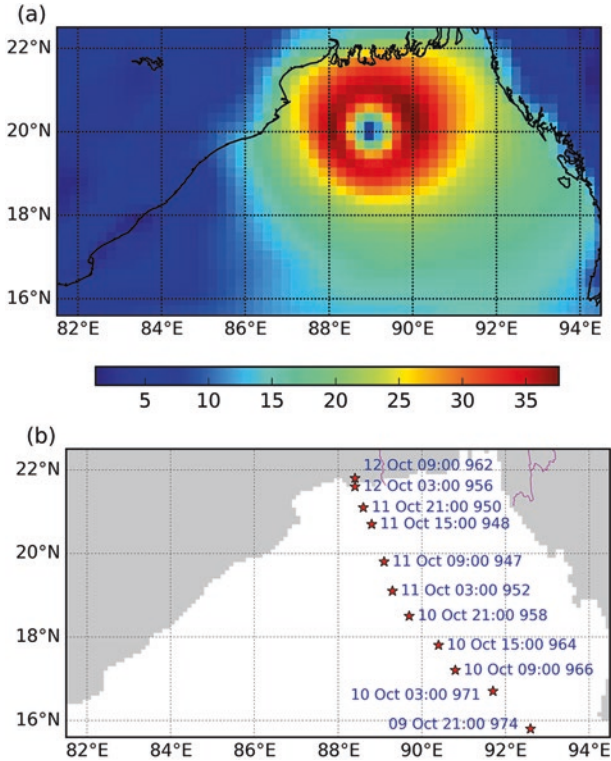 (a)
22°N
20°N
18°N
16°N
82°E 84°E 86°E 88°E 90°E 92°E 94°E
5 10 15 20 25 30 35
(b)
22°N
20°N
18°N
16°N
12 Oct 09:00 962
12 Oct 03:00 956
11 Oct 21:00 950
11 Oct 15:00 948
11 Oct 09:00 947
11 Oct 03:00 952
10 Oct 21:00 958
10 Oct 15:00 964
10 Oct 09:00 966
10 Oct 03:00 971
09 Oct 21:00 974
82°E 84°E 86°E 88°E 90°E 92°E 94°E